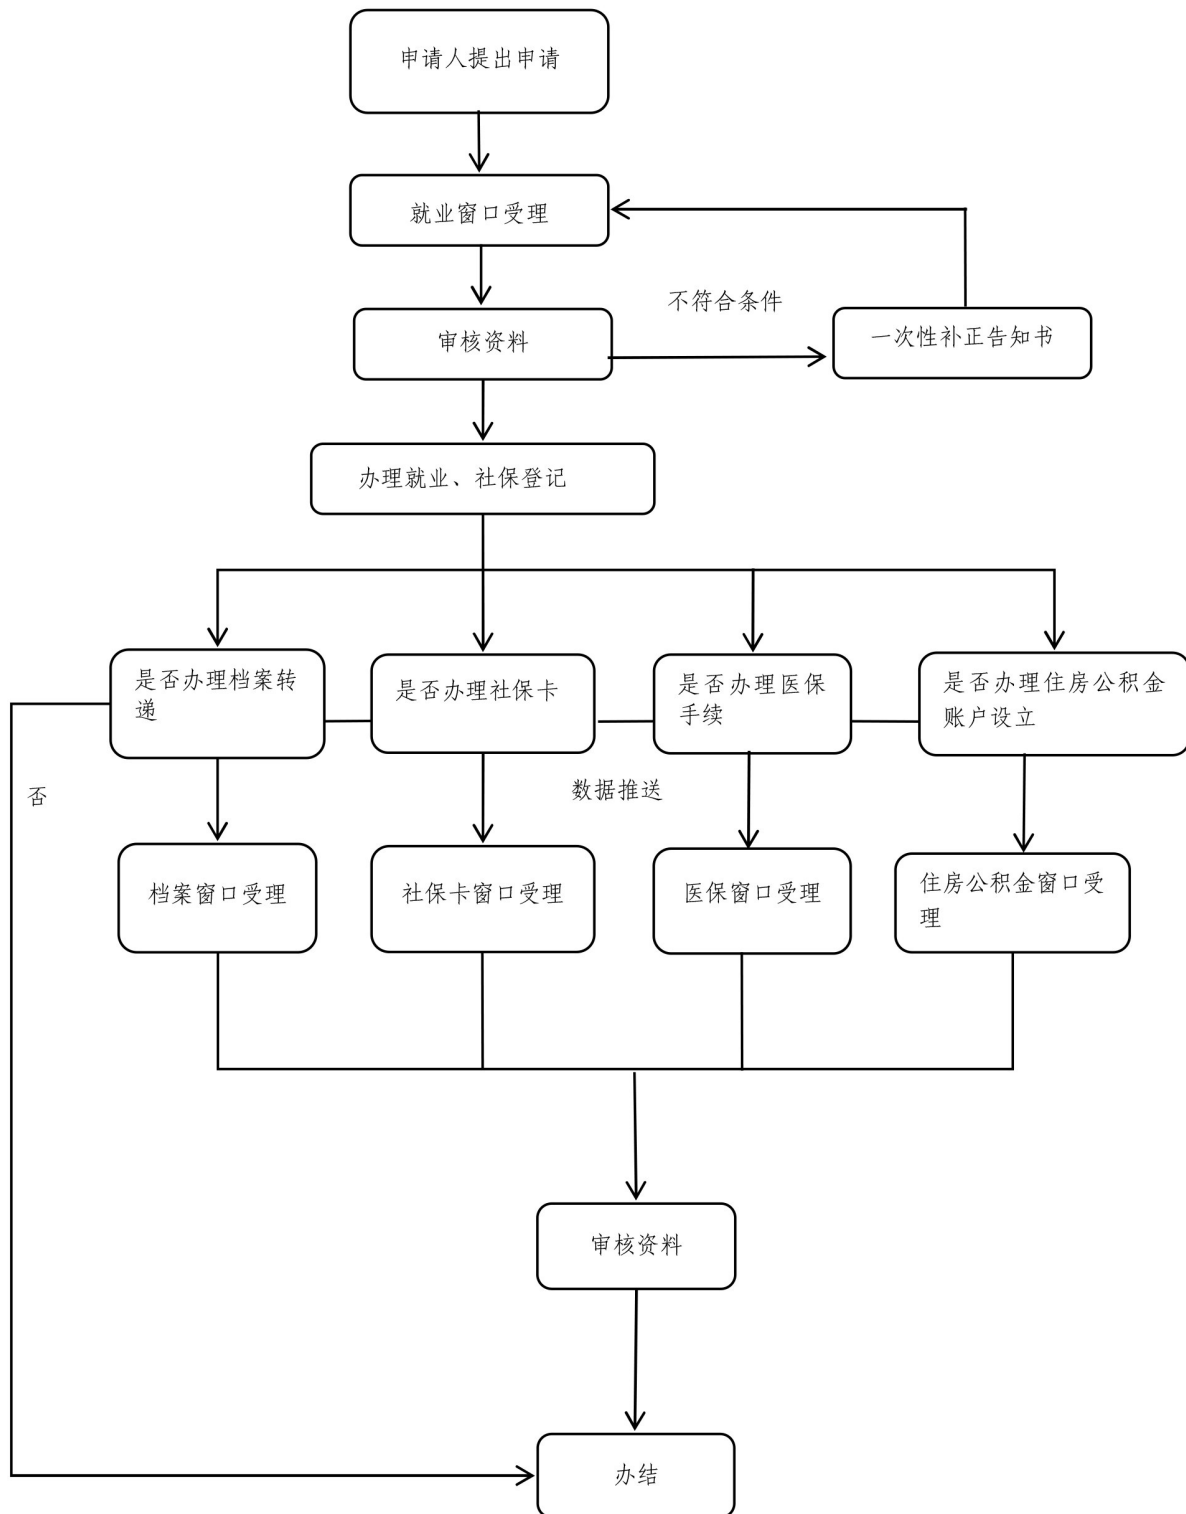 申请人提出申请
就业窗口受理
不符合条件
审核资料
一次性补正告知书
办理就业、社保登记
是否办理档案转
递
是否办理社保卡
是否办理医保
手续
是否办理住房公积金
账户设立
否
数据推送
档案窗口受理
社保卡窗口受理
医保窗口受理
住房公积金窗口受
理
审核资料
办结